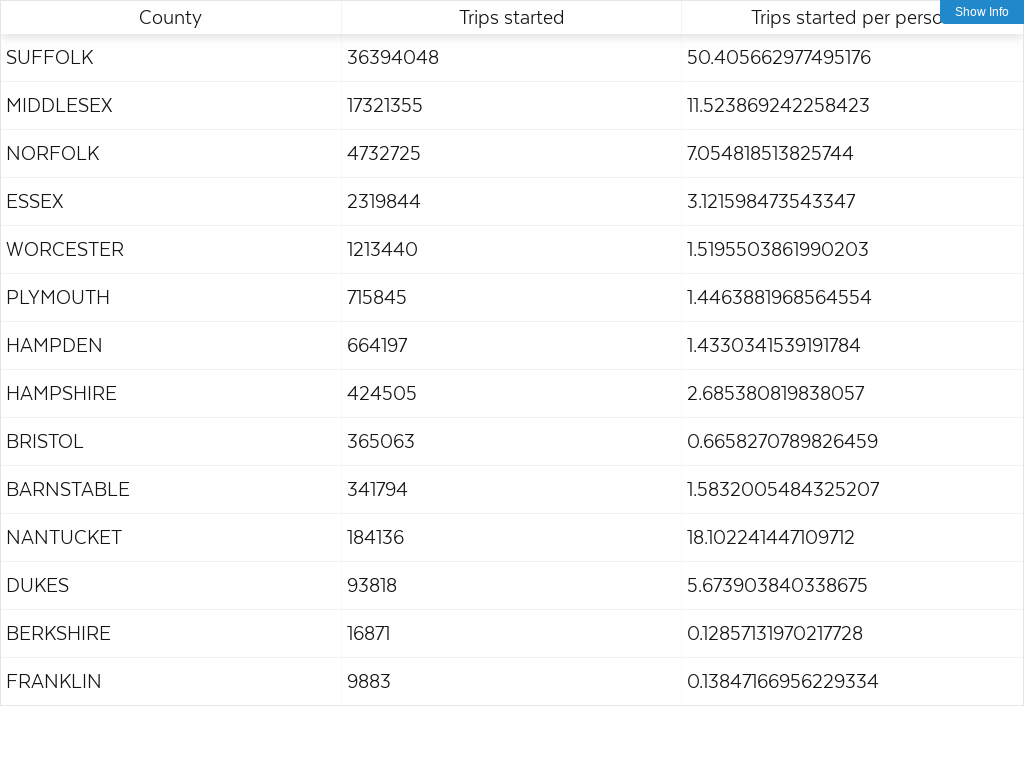 County Trips started Trips started per perso Show Info
SUFFOLK 36394048 50.405662977495176
MIDDLESEX 17321355 11.523869242258423
NORFOLK 4732725 7.054818513825744
ESSEX 2319844 3.121598473543347
WORCESTER 1213440 1.5195503861990203
PLYMOUTH 715845 1.4463881968564554
HAMPDEN 664197 1.4330341539191784
HAMPSHIRE 424505 2.685380819838057
BRISTOL 365063 0.6658270789826459
BARNSTABLE 341794 1.5832005484325207
NANTUCKET 184136 18.102241447109712
DUKES 93818 5.673903840338675
BERKSHIRE 16871 0.12857131970217728
FRANKLIN 9883 0.13847166956229334